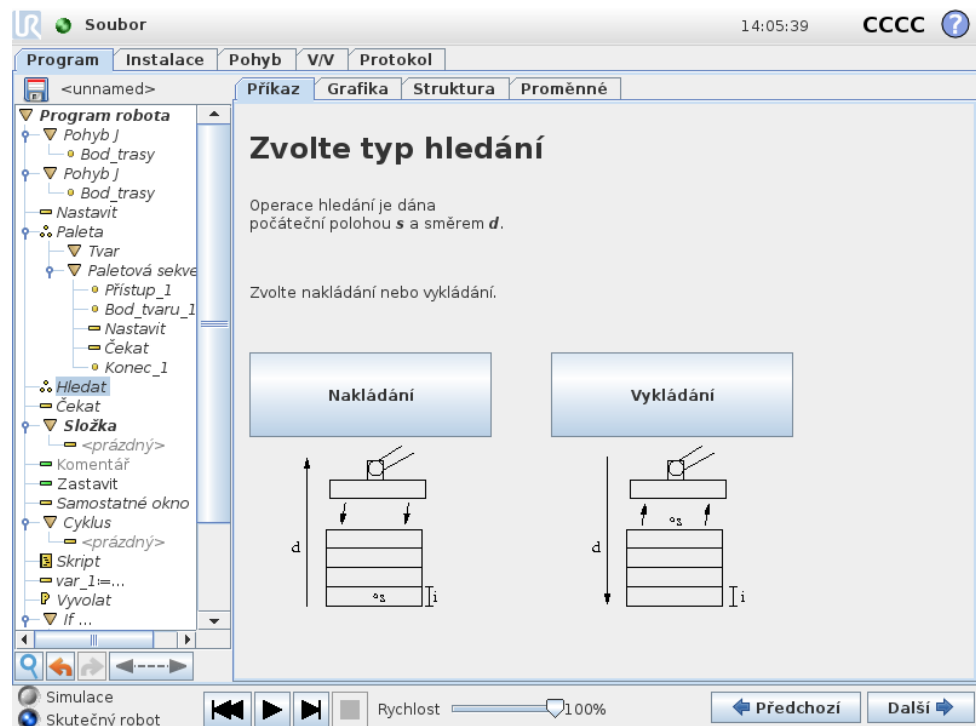 UR Soubor 14:05:39 CCCC ?
Program Instalace Pohyb V/V Protokol
<unnamed>
Příkaz Grafika Struktura Proměnné
Program robota
Pohyb J
Bod_trasy
Pohyb J
Bod_trasy
Nastavit
Paleta
Tvar
Paletová sekve
Přístup_1
Bod_tvaru_1
Nastavit
Čekat
Konec_1
Hledat
Čekat
Složka
<prázdný>
Komentář
Zastavit
Samostatné okno
Cyklus
<prázdný>
Skript
var_1:=...
Vyvolat
If ...
Zvolte typ hledání
Operace hledání je dána
počáteční polohou s a směrem d.
Zvolte nakládání nebo vykládání.
Nakládání Vykládání
d s i
d s i
Simulace
Skutečný robot
Rychlost 100%
Předchozí Další